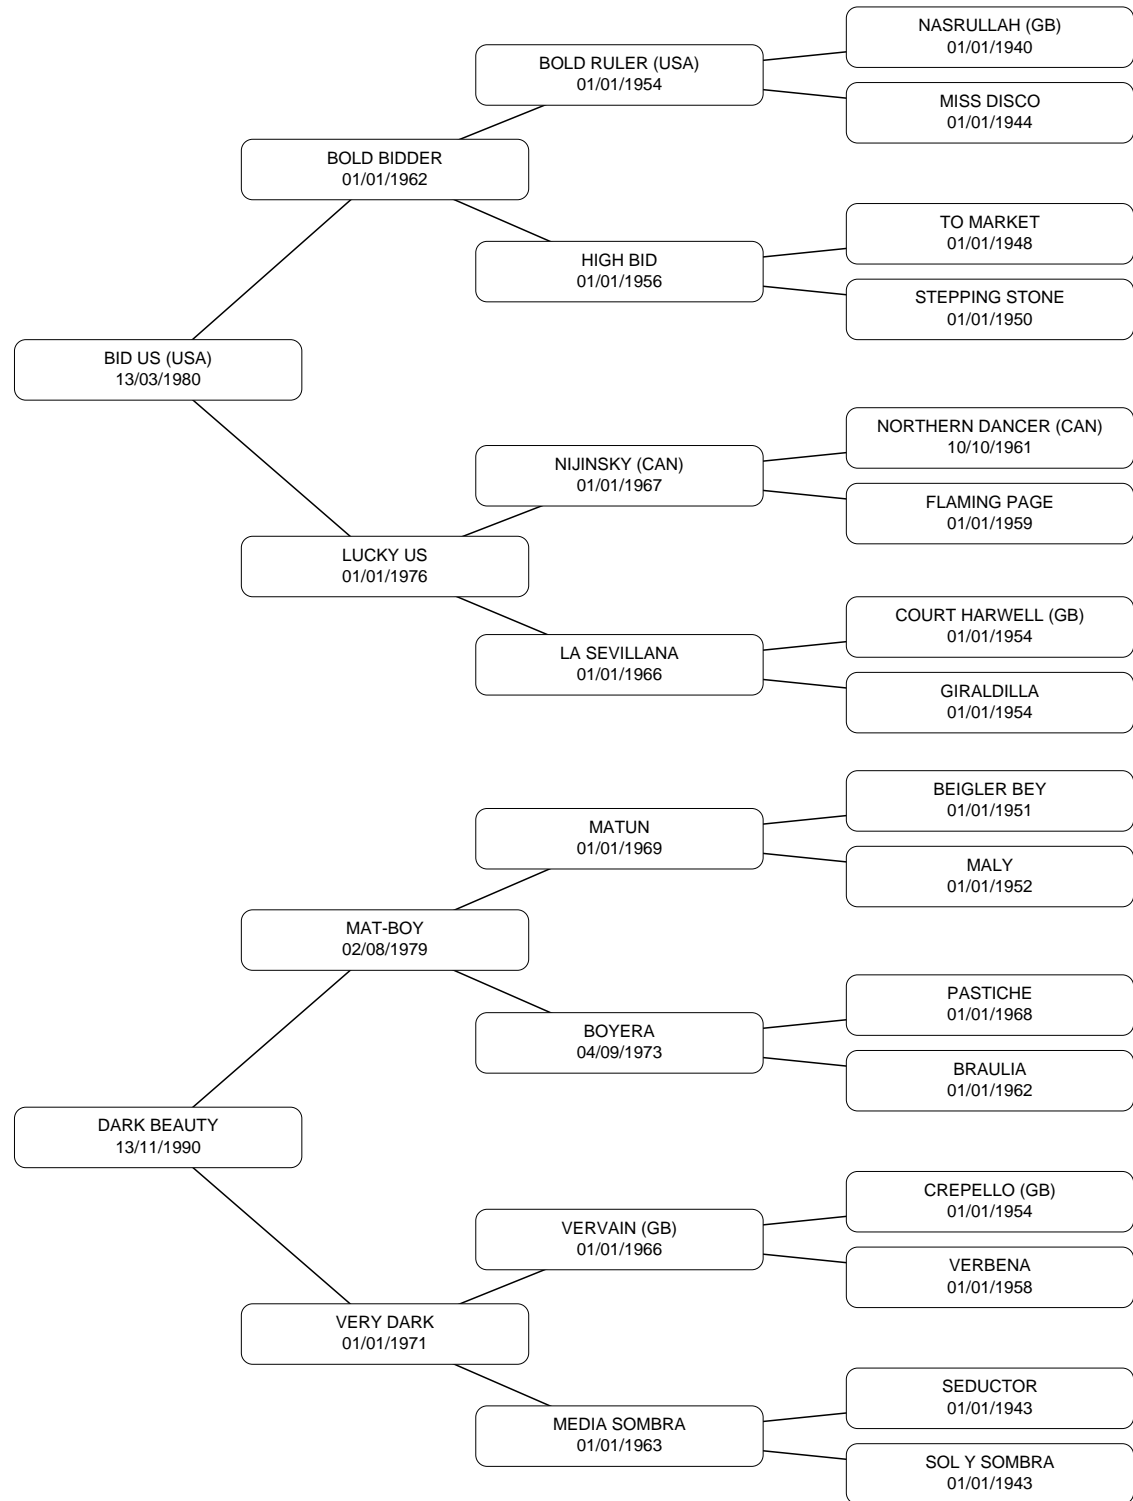 NASRULLAH (GB)
01/01/1940
BOLD RULER (USA)
01/01/1954
MISS DISCO
01/01/1944
BOLD BIDDER
01/01/1962
TO MARKET
01/01/1948
HIGH BID
01/01/1956
STEPPING STONE
01/01/1950
BID US (USA)
13/03/1980
NORTHERN DANCER (CAN)
10/10/1961
NIJINSKY (CAN)
01/01/1967
FLAMING PAGE
01/01/1959
LUCKY US
01/01/1976
COURT HARWELL (GB)
01/01/1954
LA SEVILLANA
01/01/1966
GIRALDILLA
01/01/1954
BEIGLER BEY
01/01/1951
MATUN
01/01/1969
MALY
01/01/1952
MAT-BOY
02/08/1979
PASTICHE
01/01/1968
BOYERA
04/09/1973
BRAULIA
01/01/1962
DARK BEAUTY
13/11/1990
CREPELLO (GB)
01/01/1954
VERVAIN (GB)
01/01/1966
VERBENA
01/01/1958
VERY DARK
01/01/1971
SEDUCTOR
01/01/1943
MEDIA SOMBRA
01/01/1963
SOL Y SOMBRA
01/01/1943